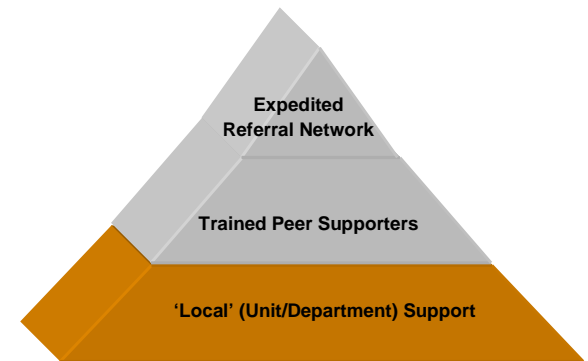 Expedited
Referral Network
Trained Peer Supporters
‘Local’ (Unit/Department) Support